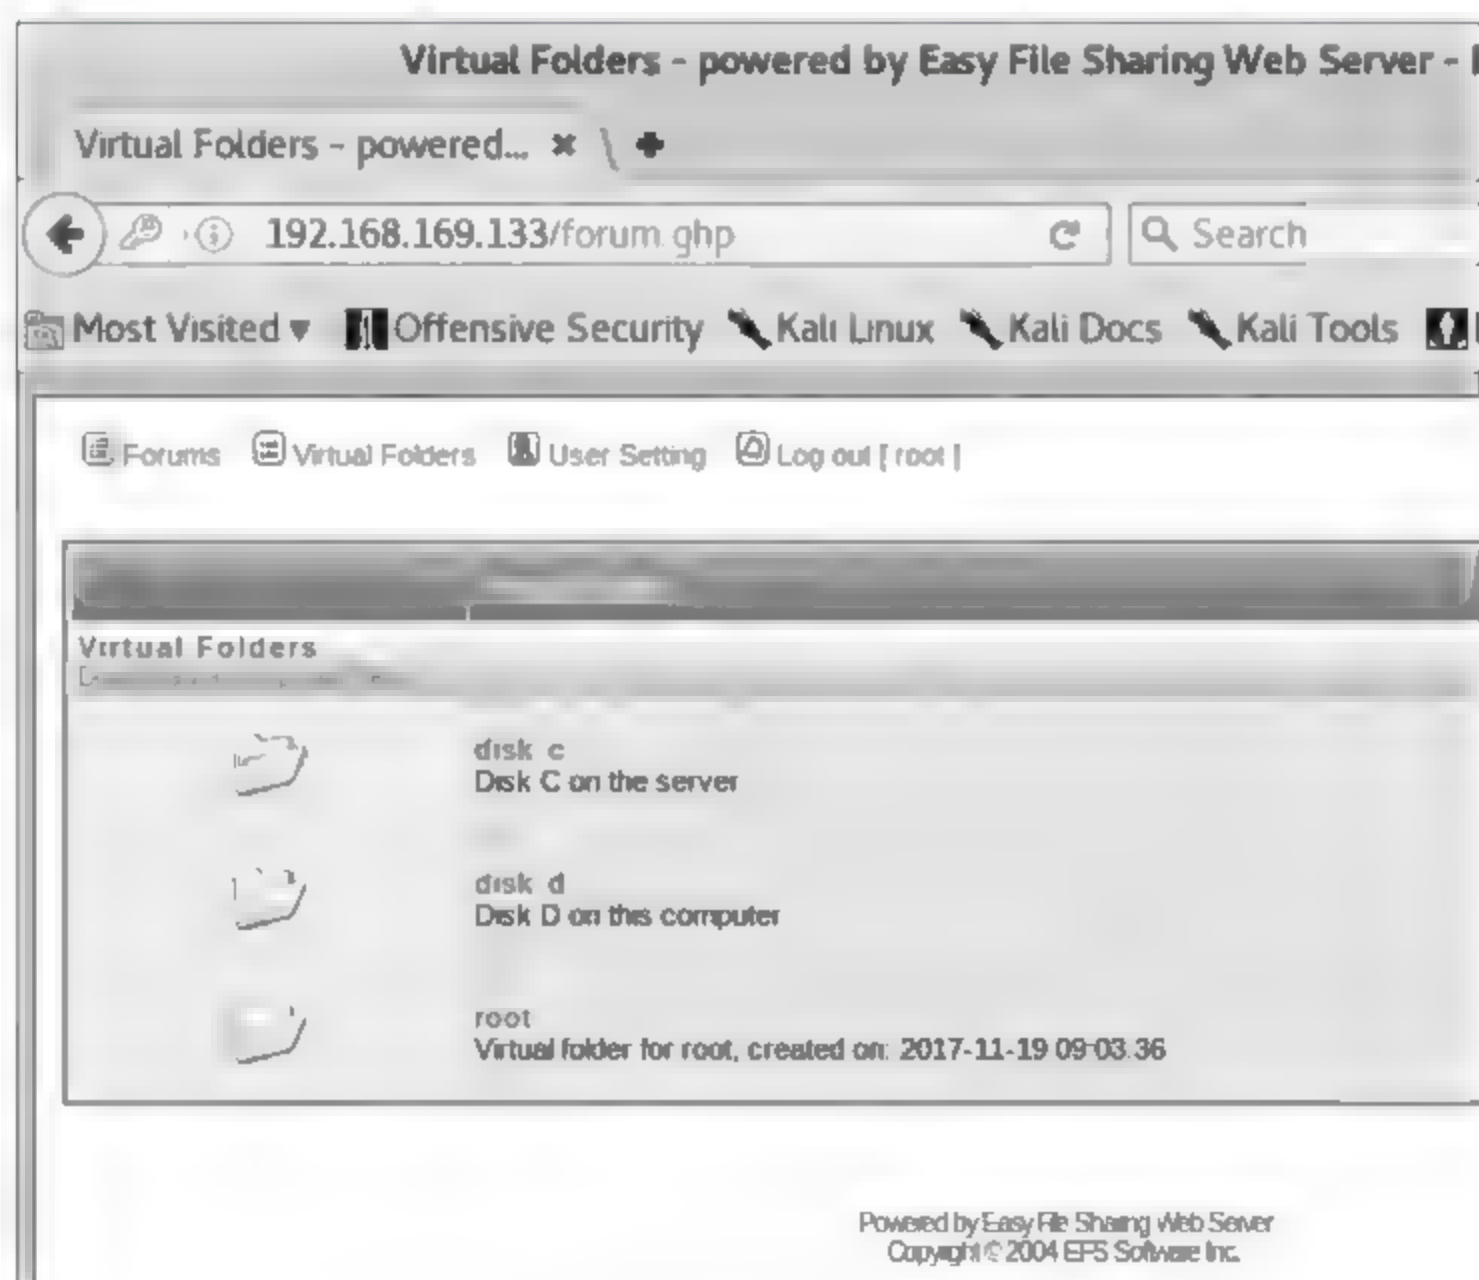 Virtual Folders - powered by Easy File Sharing Web Server -
Virtual Folders - powered...
192.168.169.133/forum.ghp Search
Most Visited Offensive Security Kali Linux Kali Docs Kali Tools
Forums Virtual Folders User Setting Log out [ root ]
Virtual Folders
disk_c
Disk C on the server
disk_d
Disk D on this computer
root
Virtual folder for root, created on: 2017-11-19 09:03:36
Powered by Easy File Sharing Web Server
Copyright © 2004 EFS Software Inc.